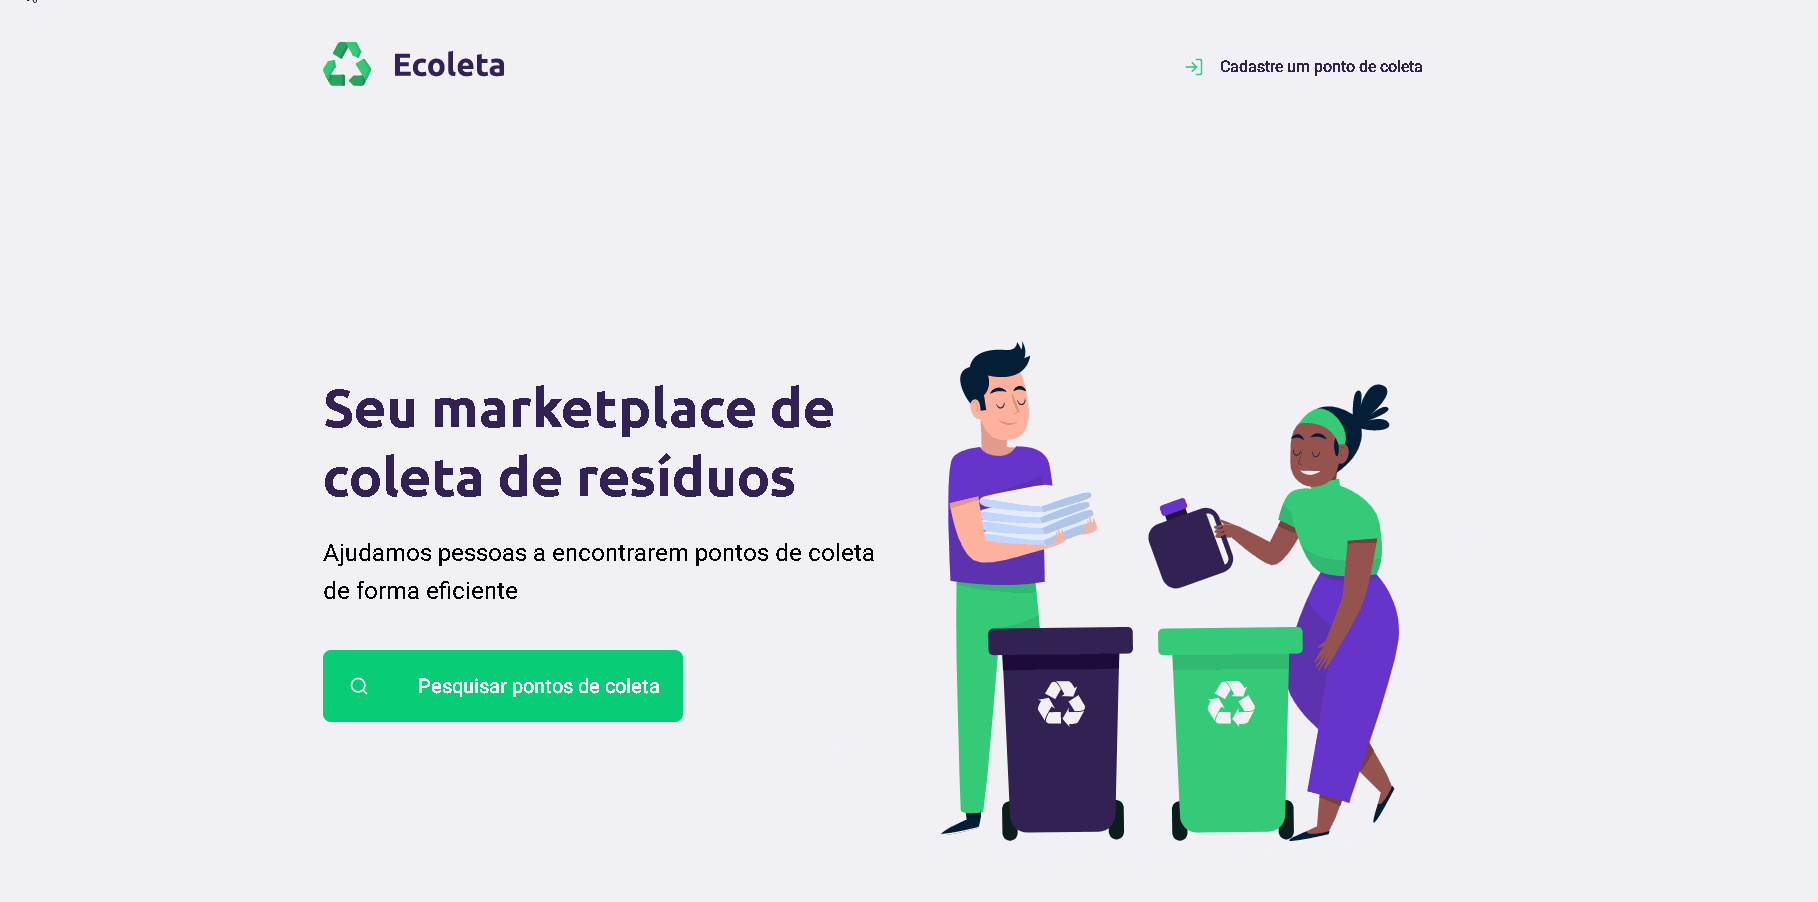 Ecoleta
Cadastre um ponto de coleta
Seu marketplace de
coleta de resíduos
Ajudamos pessoas a encontrarem pontos de coleta
de forma eficiente
Pesquisar pontos de coleta